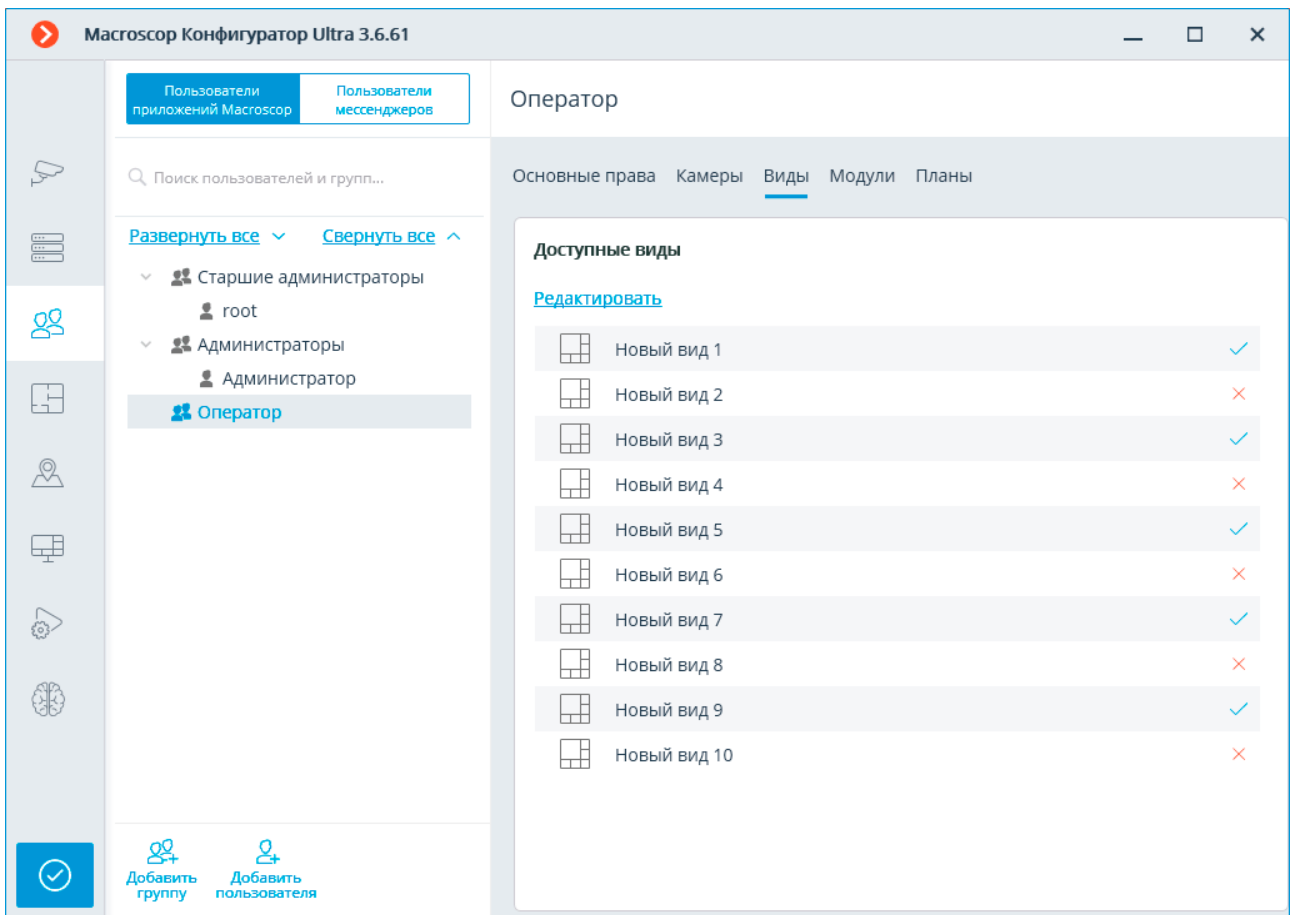 Macroscop Конфигуратор Ultra 3.6.61
Пользователи
приложений Macroscop
Пользователи
мессенджеров
Поиск пользователей и групп...
Развернуть все
Свернуть все
Старшие администраторы
root
Администраторы
Администратор
Оператор
Добавить
группу
Добавить
пользователя
Оператор
Основные права Камеры Виды Модули Планы
Доступные виды
Редактировать
Новый вид 1
Новый вид 2
Новый вид 3
Новый вид 4
Новый вид 5
Новый вид 6
Новый вид 7
Новый вид 8
Новый вид 9
Новый вид 10